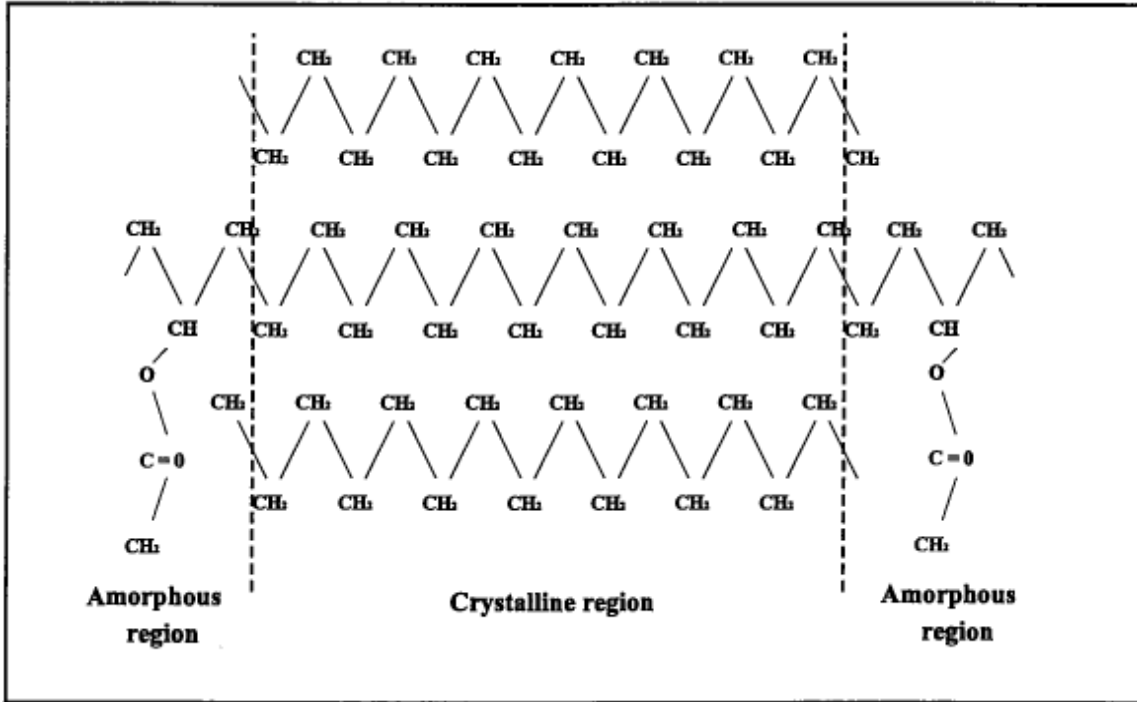 CH₂ CH₂ CH₂ CH₂ CH₂ CH₂ CH₂
CH₂ CH₂ CH₂ CH₂ CH₂ CH₂ CH₂ CH₂
CH₂ CH₂ CH₂ CH₂ CH₂ CH₂ CH₂ CH₂ CH₂ CH₂ CH₂
CH CH₂ CH₂ CH₂ CH₂ CH₂ CH₂ CH₂ CH₂ CH
O O
CH₂ CH₂ CH₂ CH₂ CH₂ CH₂ CH₂ CH₂
C=0 C=0
CH₂ CH₂ CH₂ CH₂ CH₂ CH₂ CH₂
CH₂ CH₂
Amorphous Crystalline region Amorphous
region region